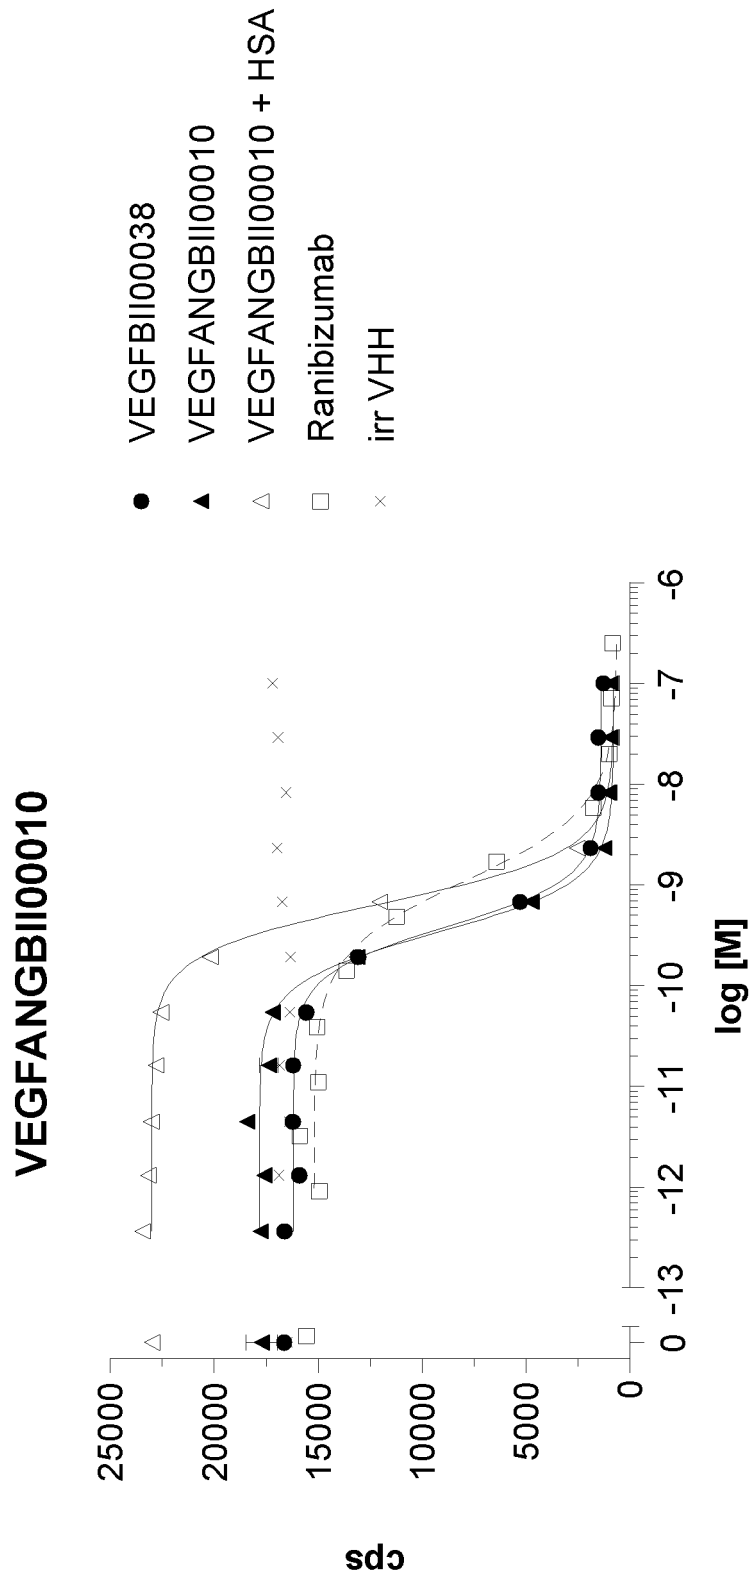 VEGFANGBII00010
cps
25000
20000
15000
10000
5000
0
0 -13 -12 -11 -10 -9 -8 -7 -6
log [M]
VEGFBII00038
VEGFANGBII00010
VEGFANGBII00010 + HSA
Ranibizumab
irr VHH